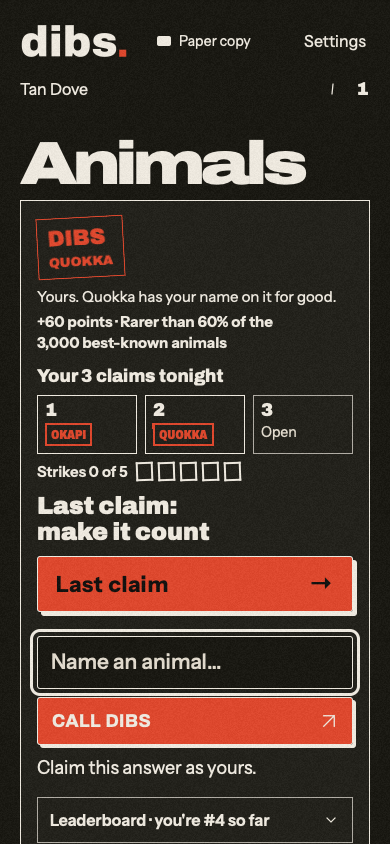 dibs.
Paper copy
Settings
Tan Dove
/ 1
Animals
DIBS
QUOKKA
Yours. Quokka has your name on it for good.
+60 points · Rarer than 60% of the
3,000 best-known animals
Your 3 claims tonight
1
OKAPI
2
QUOKKA
3
Open
Strikes 0 of 5
Last claim:
make it count
Last claim →
Name an animal...
CALL DIBS
Claim this answer as yours.
Leaderboard · you're #4 so far